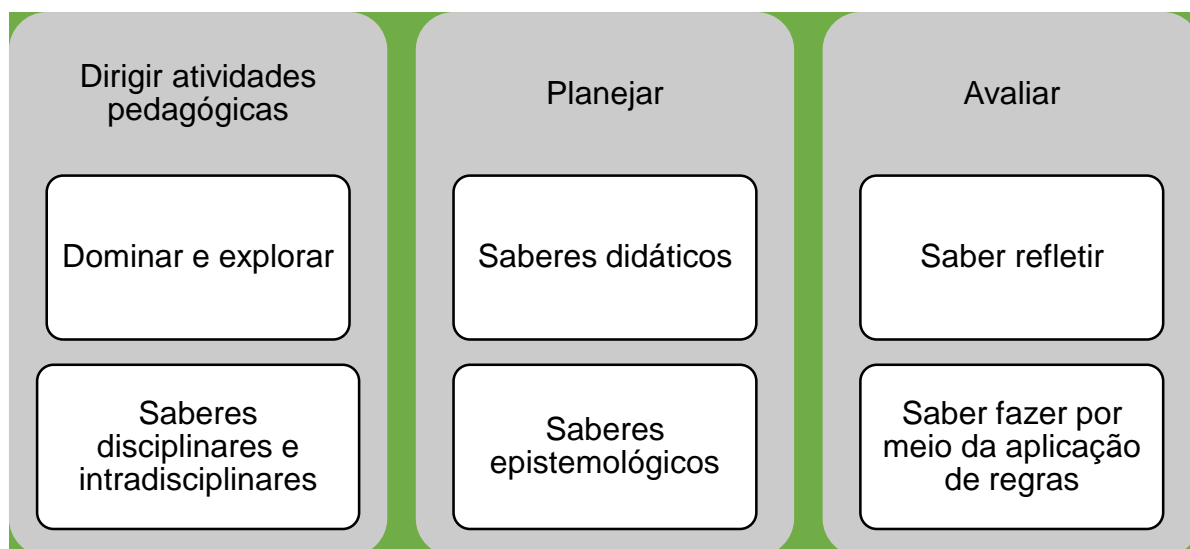 Dirigir atividades
pedagógicas
Dominar e explorar
Saberes
disciplinares e
intradisciplinares
Planejar
Saberes didáticos
Saberes
epistemológicos
Avaliar
Saber refletir
Saber fazer por
meio da aplicação
de regras